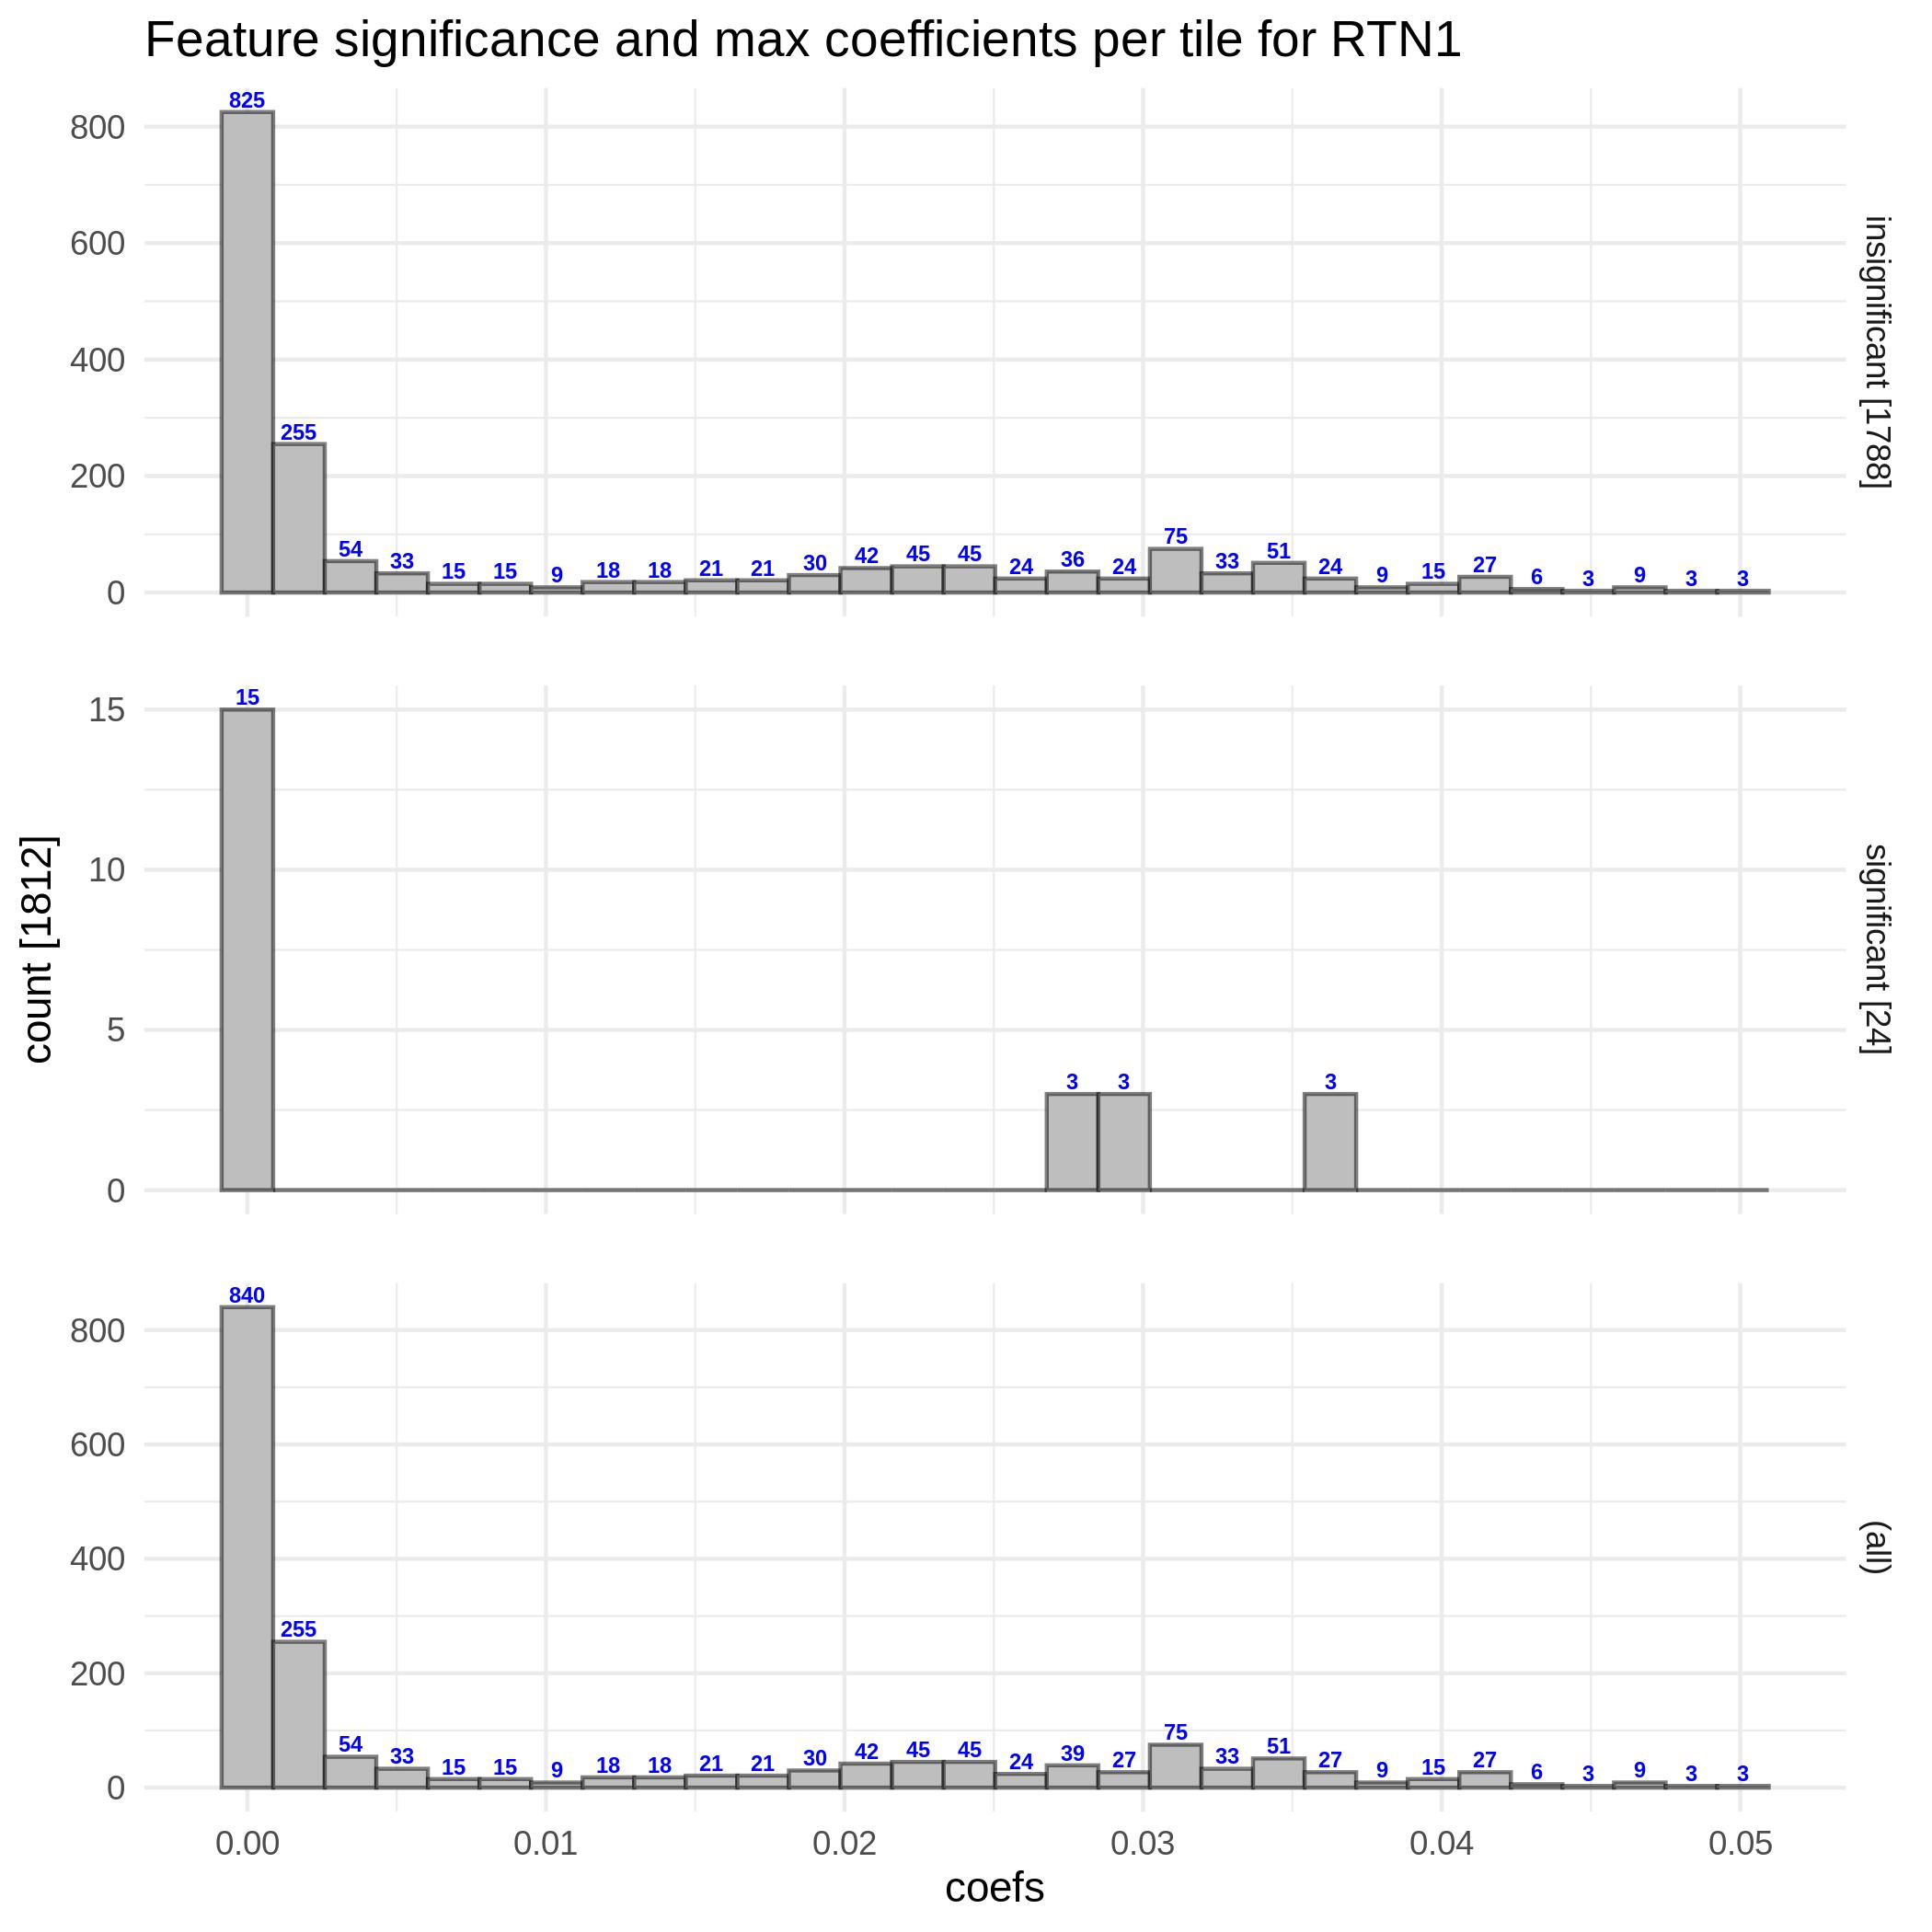 Feature significance and max coefficients per tile for RTN1
825
800
600
400
255
200
54 33 15 15 9 18 18 21 21 30 42 45 45 24 36 24 75 33 51 24 9 15 27 6 3 9 3 3
0
insignificant [1788]
15
15
10
5
3 3 3
0
significant [24]
count [1812]
840
800
600
400
255
200
54 33 15 15 9 18 18 21 21 30 42 45 45 24 39 27 75 33 51 27 9 15 27 6 3 9 3 3
0
(all)
0.00 0.01 0.02 0.03 0.04 0.05
coefs